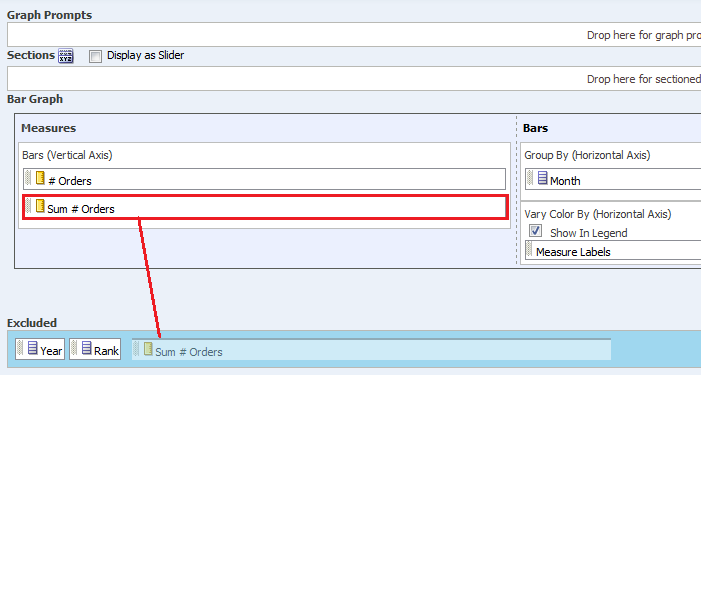 Graph Prompts
Drop here for graph pro
Sections XYZ Display as Slider
Drop here for sectioned
Bar Graph
Measures
Bars (Vertical Axis)
# Orders
Sum # Orders
Bars
Group By (Horizontal Axis)
Month
Vary Color By (Horizontal Axis)
Show In Legend
Measure Labels
Excluded
Year Rank Sum # Orders